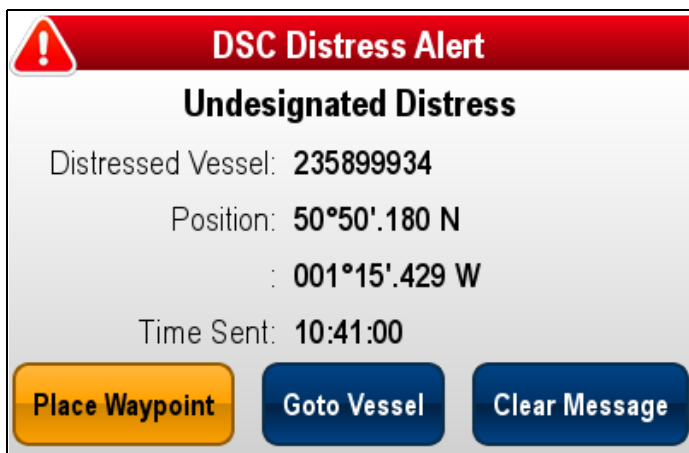 DSC Distress Alert
Undesignated Distress
Distressed Vessel: 235899934
Position: 50°50'.180 N
: 001°15'.429 W
Time Sent: 10:41:00
Place Waypoint Goto Vessel Clear Message